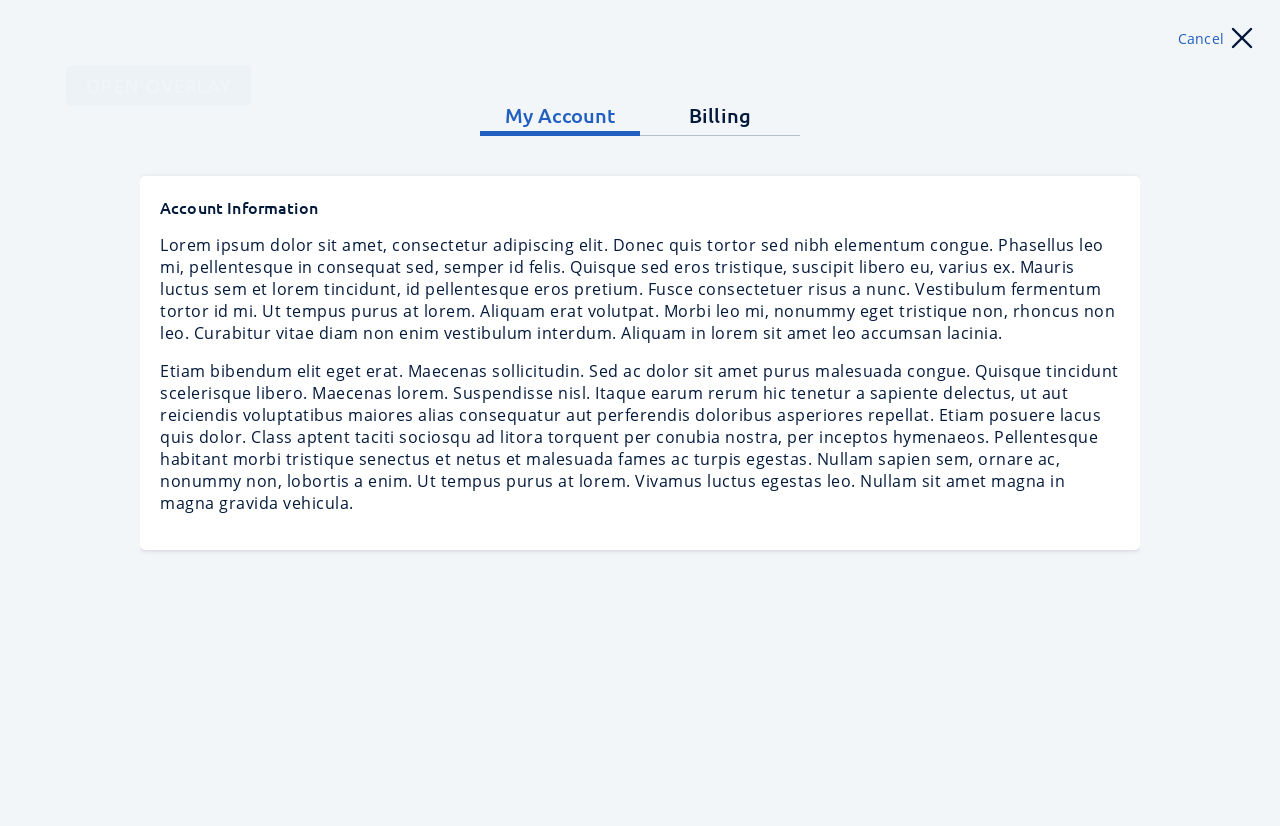 Cancel
OPEN OVERLAY
My Account
Billing
Account Information
Lorem ipsum dolor sit amet, consectetur adipiscing elit. Donec quis tortor sed nibh elementum congue. Phasellus leo
mi, pellentesque in consequat sed, semper id felis. Quisque sed eros tristique, suscipit libero eu, varius ex. Mauris
luctus sem et lorem tincidunt, id pellentesque eros pretium. Fusce consectetuer risus a nunc. Vestibulum fermentum
tortor id mi. Ut tempus purus at lorem. Aliquam erat volutpat. Morbi leo mi, nonummy eget tristique non, rhoncus non
leo. Curabitur vitae diam non enim vestibulum interdum. Aliquam in lorem sit amet leo accumsan lacinia.
Etiam bibendum elit eget erat. Maecenas sollicitudin. Sed ac dolor sit amet purus malesuada congue. Quisque tincidunt
scelerisque libero. Maecenas lorem. Suspendisse nisl. Itaque earum rerum hic tenetur a sapiente delectus, ut aut
reiciendis voluptatibus maiores alias consequatur aut perferendis doloribus asperiores repellat. Etiam posuere lacus
quis dolor. Class aptent taciti sociosqu ad litora torquent per conubia nostra, per inceptos hymenaeos. Pellentesque
habitant morbi tristique senectus et netus et malesuada fames ac turpis egestas. Nullam sapien sem, ornare ac,
nonummy non, lobortis a enim. Ut tempus purus at lorem. Vivamus luctus egestas leo. Nullam sit amet magna in
magna gravida vehicula.